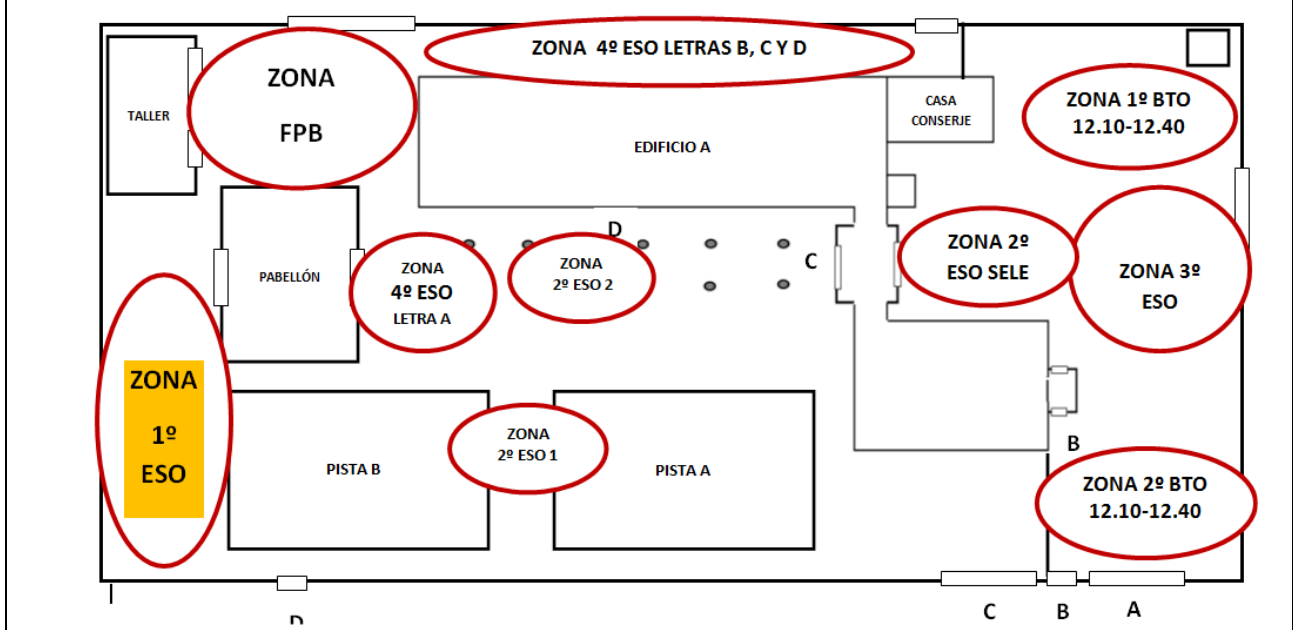 ZONA 4º ESO LETRAS B, C Y D
ZONA
FPB
TALLER
CASA
CONSERJE
ZONA 1º BTO
12.10-12.40
EDIFICIO A
D
C
ZONA 2º
ESO SELE
ZONA 3º
ESO
PABELLÓN
ZONA
4º ESO
LETRA A
ZONA
2º ESO 2
ZONA
1º
ESO
PISTA B
ZONA
2º ESO 1
PISTA A
B
ZONA 2º BTO
12.10-12.40
D
C
B
A